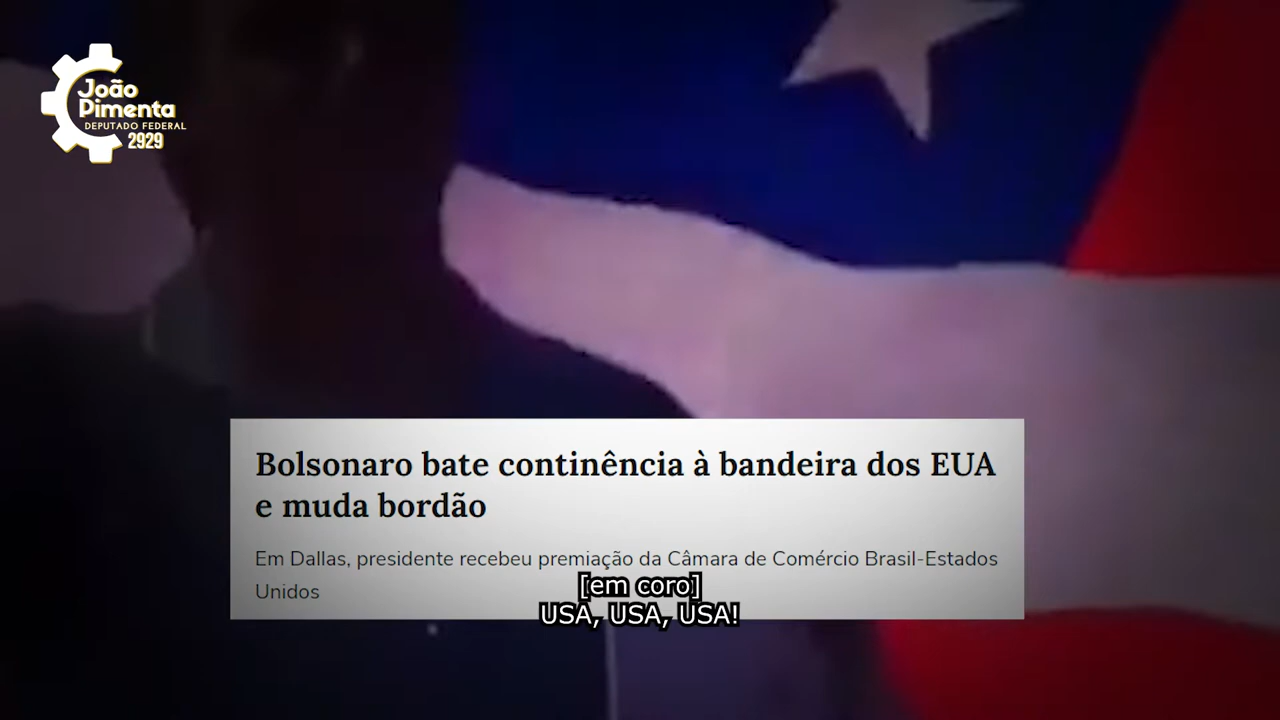 João
Pimenta
DEPUTADO FEDERAL
2929
Bolsonaro bate continência à bandeira dos EUA
e muda bordão
Em Dallas, presidente recebeu premiação da Câmara de Comércio Brasil-Estados
Unidos
[em coro]
USA, USA, USA!